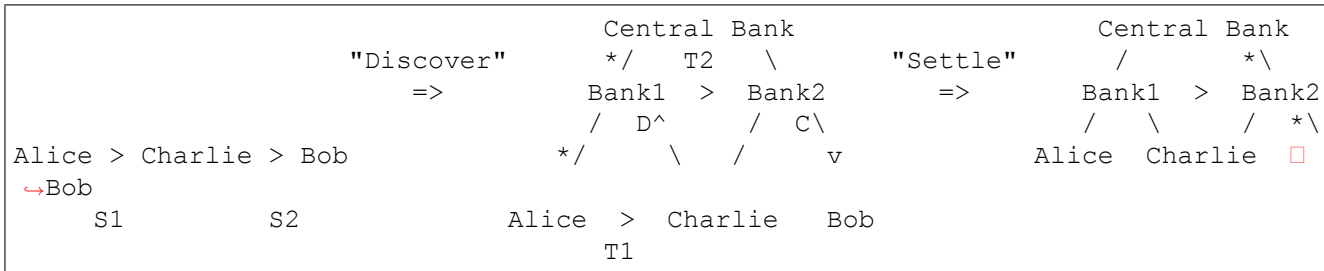 Central Bank                   Central Bank
                     "Discover"      */   T2   \      "Settle"       /       *\
                         =>         Bank1  >  Bank2       =>       Bank1  >  Bank2
                                    /  D^     /  C\                /  \     /  *\
Alice > Charlie > Bob             */     \  /     v             Alice  Charlie  □
↪Bob
     S1         S2             Alice  >  Charlie   Bob
                                     T1